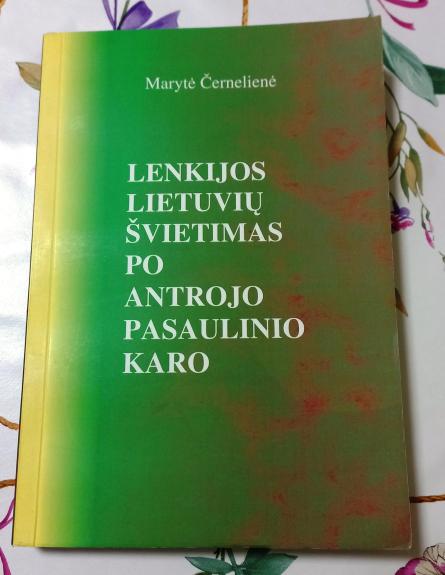 Marytė Černelienė
LENKIJOS
LIETUVIŲ
ŠVIETIMAS
PO
ANTROJO
PASAULINIO
KARO